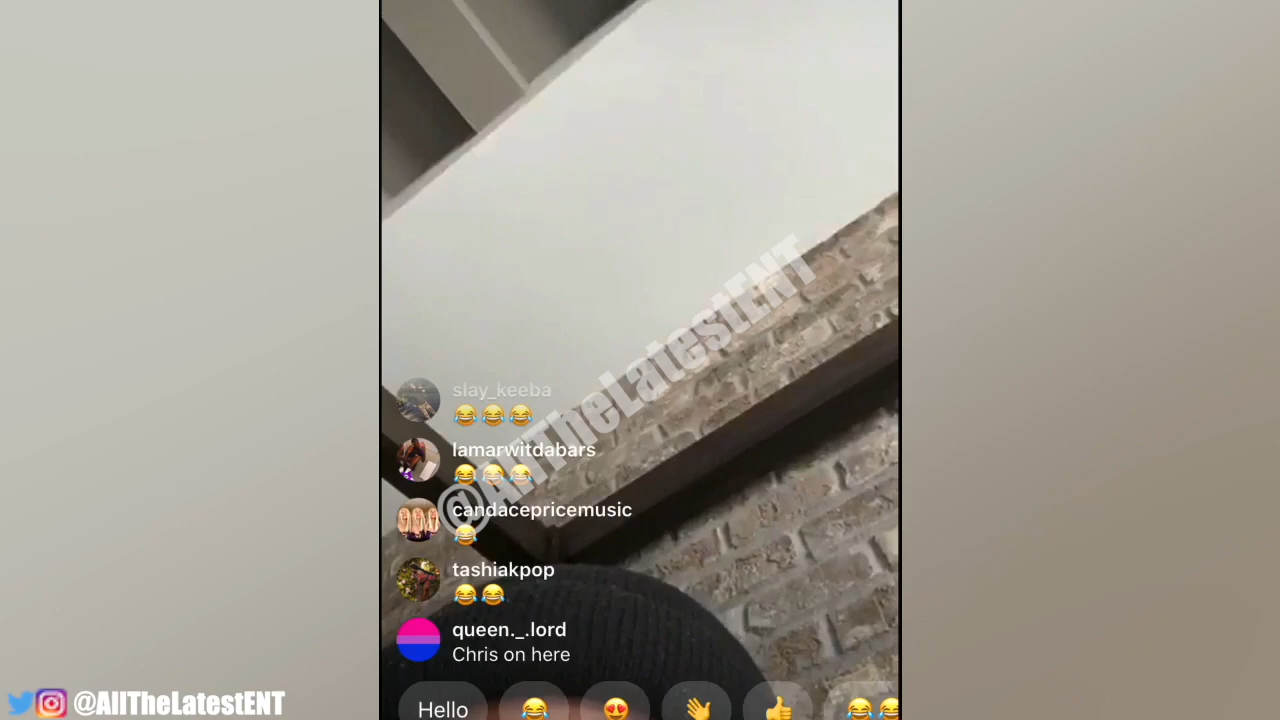 @AllTheLatestENT
slay_keeba
😂😂😂
lamarwitdabars
😂😂😂
candacepricemusic
😂
tashiakpop
😂😂
queen._.lord
Chris on here
Hello 😂 😍 👋 👍 😂😂
@AllTheLatestENT